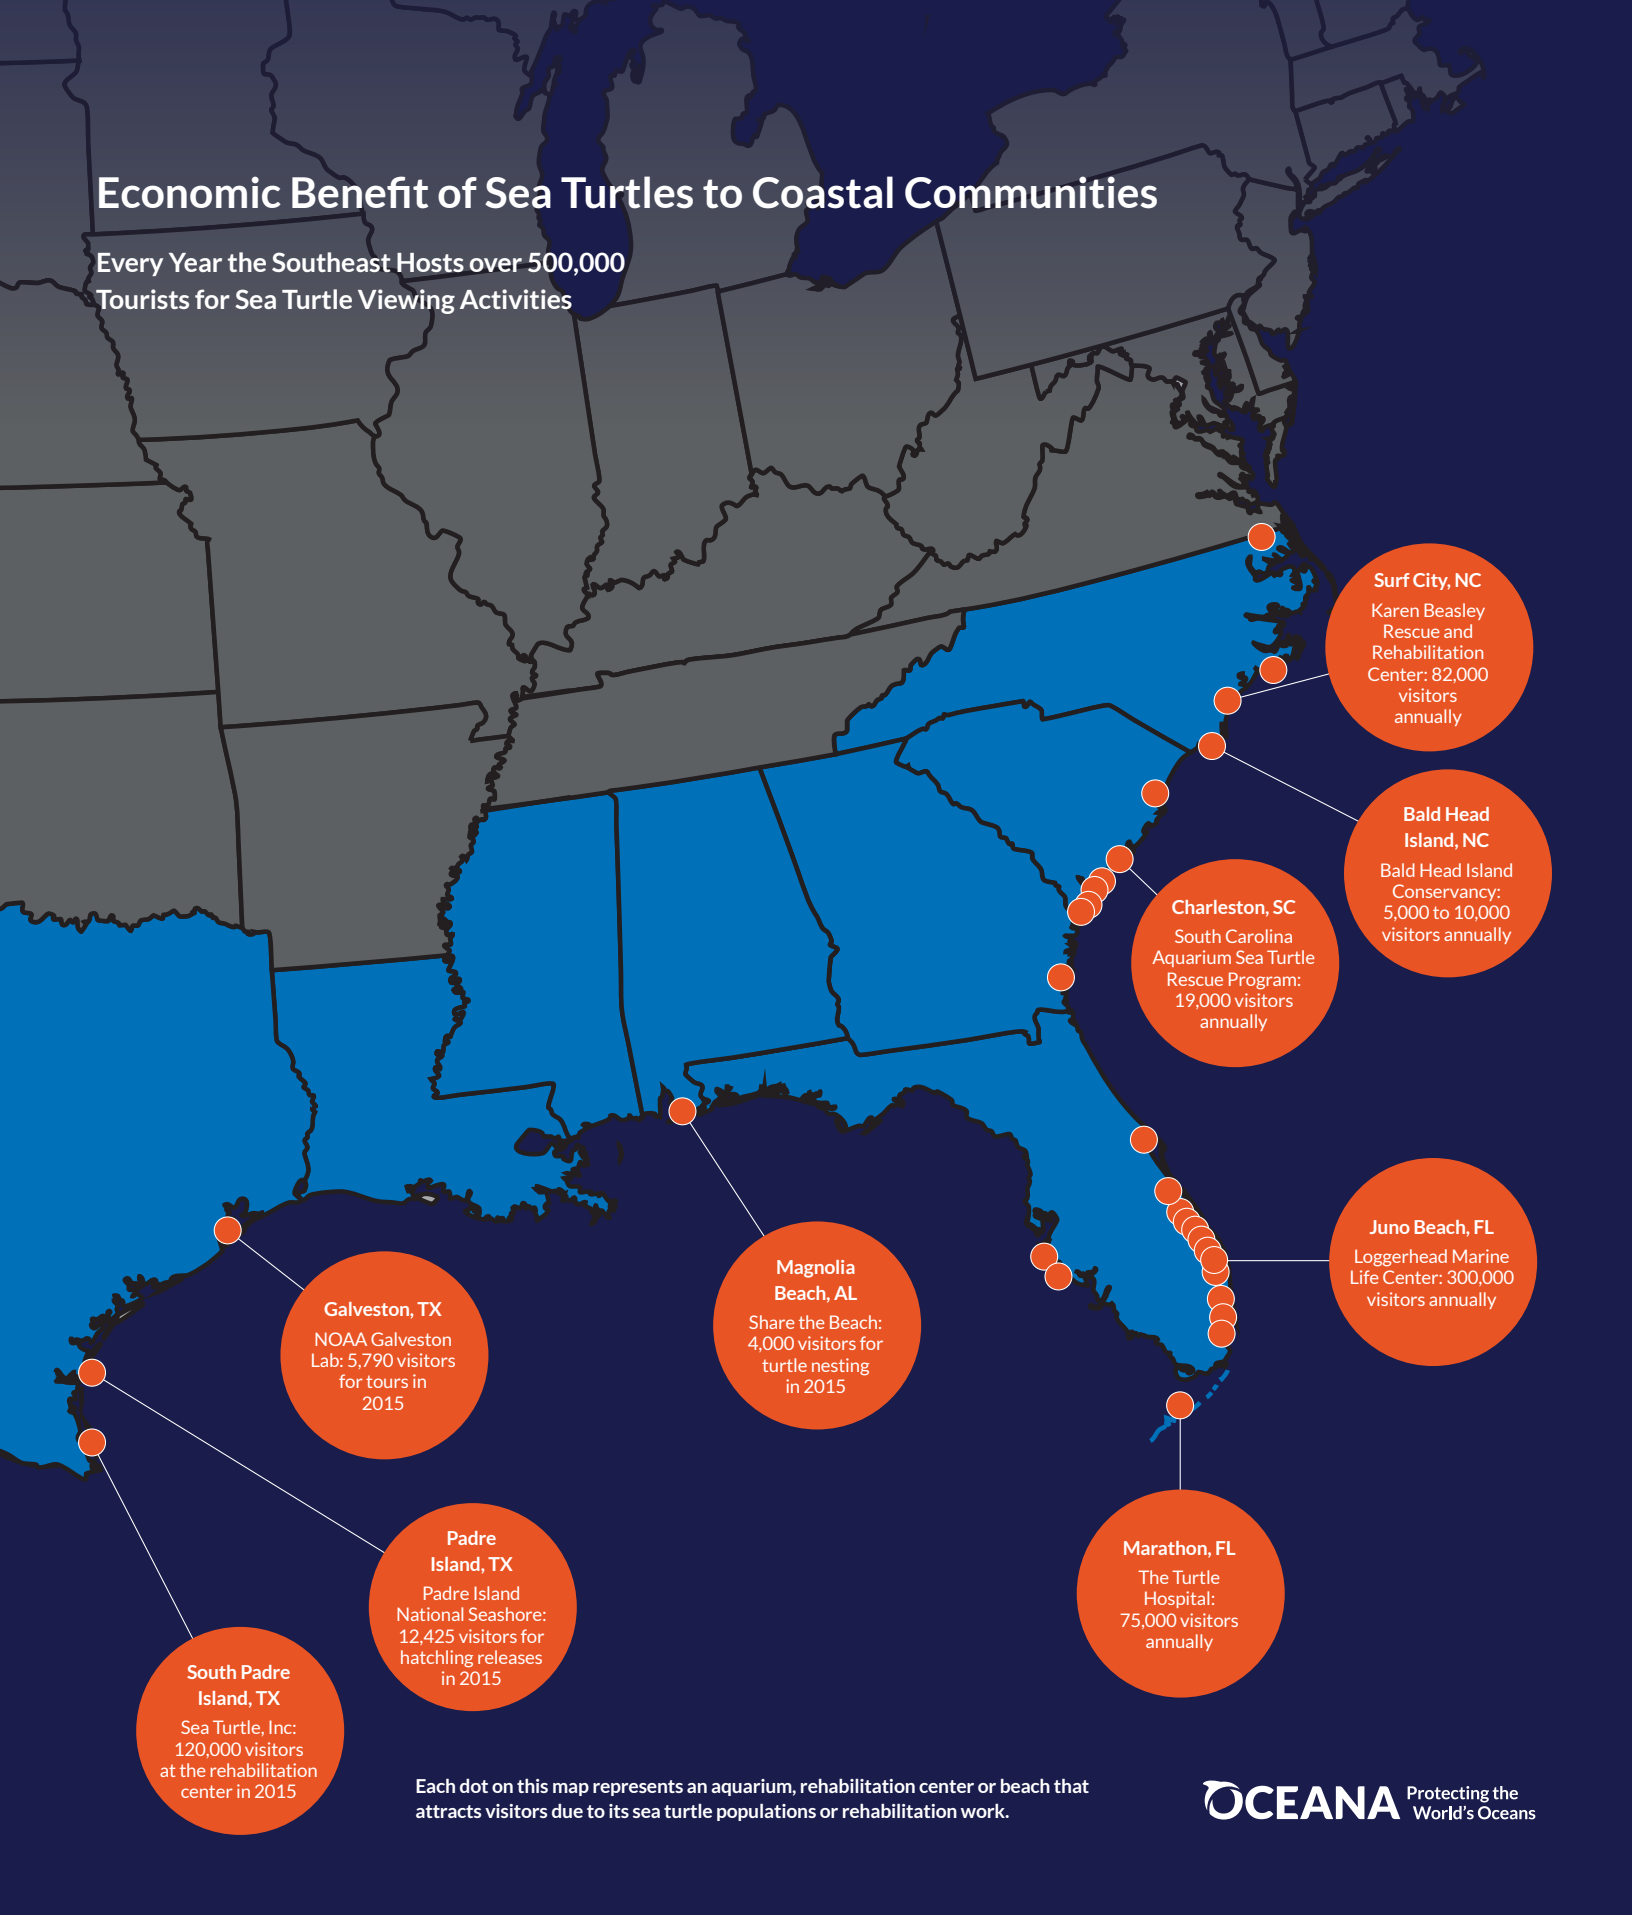 Economic Benefit of Sea Turtles to Coastal Communities
Every Year the Southeast Hosts over 500,000
Tourists for Sea Turtle Viewing Activities
Surf City, NC
Karen Beasley
Rescue and
Rehabilitation
Center: 82,000
visitors
annually
Bald Head
Island, NC
Bald Head Island
Conservancy:
5,000 to 10,000
visitors annually
Charleston, SC
South Carolina
Aquarium Sea Turtle
Rescue Program:
19,000 visitors
annually
Juno Beach, FL
Loggerhead Marine
Life Center: 300,000
visitors annually
Magnolia
Beach, AL
Share the Beach:
4,000 visitors for
turtle nesting
in 2015
Galveston, TX
NOAA Galveston
Lab: 5,790 visitors
for tours in
2015
Padre
Island, TX
Padre Island
National Seashore:
12,425 visitors for
hatchling releases
in 2015
Marathon, FL
The Turtle
Hospital:
75,000 visitors
annually
South Padre
Island, TX
Sea Turtle, Inc:
120,000 visitors
at the rehabilitation
center in 2015
Each dot on this map represents an aquarium, rehabilitation center or beach that
attracts visitors due to its sea turtle populations or rehabilitation work.
OCEANA
Protecting the
World's Oceans